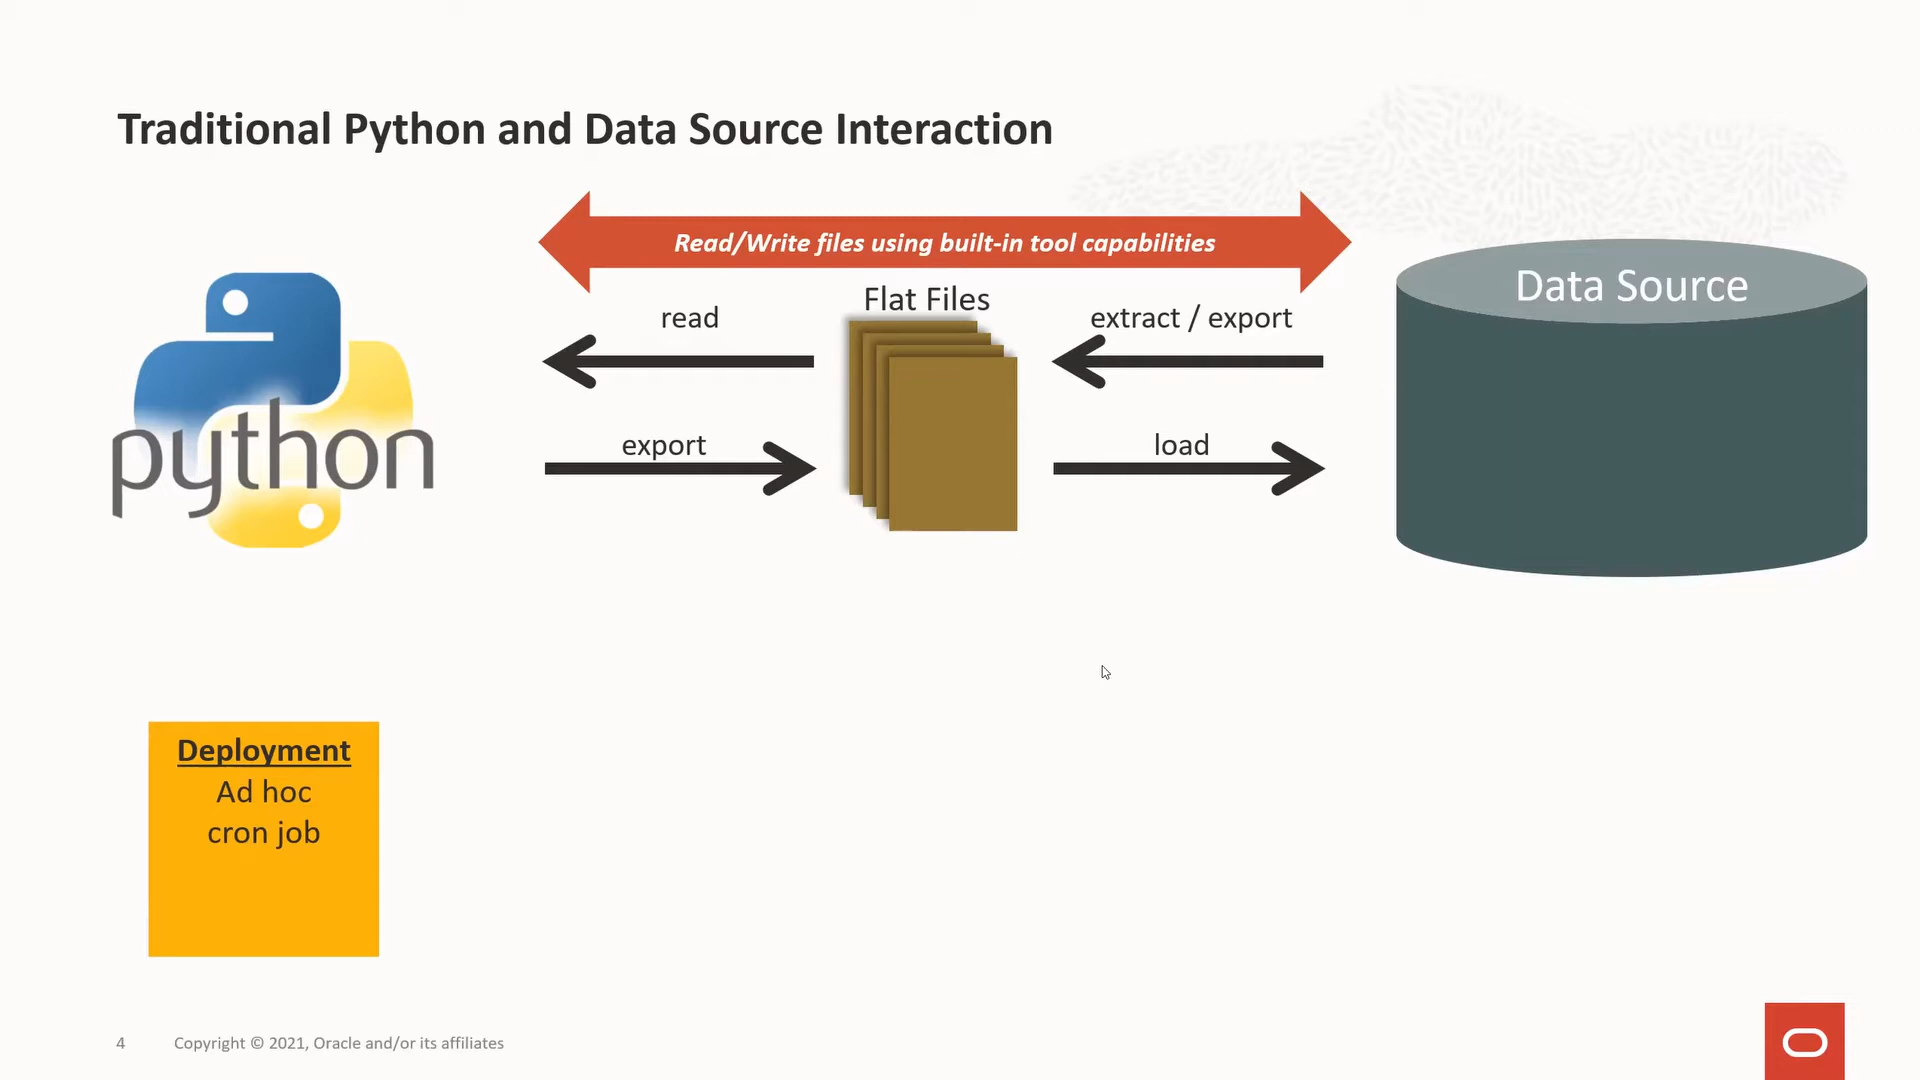 Traditional Python and Data Source Interaction
Read/Write files using built-in tool capabilities
Data Source
Flat Files
read
extract / export
python
export
load
Deployment
Ad hoc
cron job
4
Copyright © 2021, Oracle and/or its affiliates